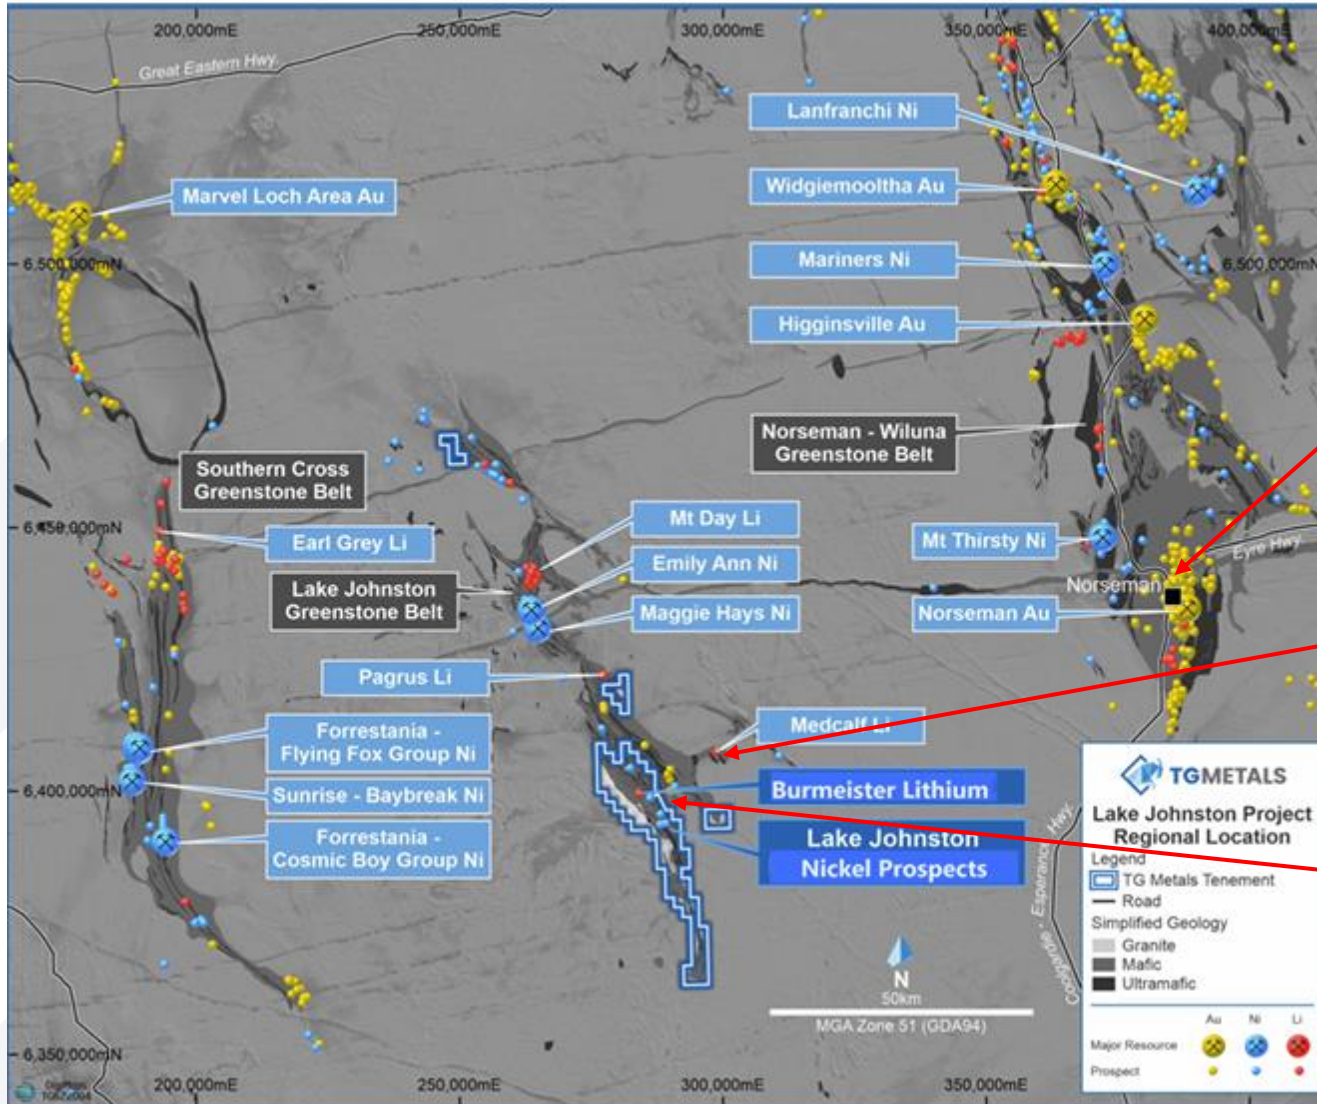 200,000mE
250,000mE
300,000mE
350,000mE
400,000mE
Great Eastern Hwy.
Lanfranchi Ni
Marvel Loch Area Au
Widgiemooltha Au
6,500,000mN
Mariners Ni
6,500,000mN
Higginsville Au
Norseman - Wiluna
Greenstone Belt
Southern Cross
Greenstone Belt
6,450,000mN
Earl Grey Li
Mt Day Li
Mt Thirsty Ni
Eyre Hwy.
Emily Ann Ni
Lake Johnston
Greenstone Belt
Norseman
Maggie Hays Ni
Norseman Au
Pagrus Li
Medcalf Li
Forrestania -
Flying Fox Group Ni
6,400,000mN
Sunrise - Baybreak Ni
Burmeister Lithium
Forrestania -
Cosmic Boy Group Ni
Lake Johnston
Nickel Prospects
Coolgardie - Esperance Hwy.
N
50km
MGA Zone 51 (GDA94)
6,350,000mN
200,000mE
250,000mE
300,000mE
350,000mE
TGMETALS
Lake Johnston Project
Regional Location
Legend
TG Metals Tenement
Road
Simplified Geology
Granite
Mafic
Ultramafic
Au Ni Li
Major Resource
Prospect